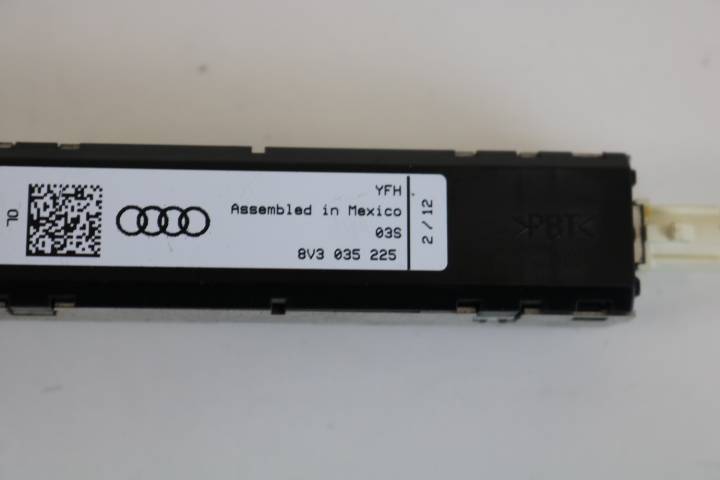 YFH
Assembled in Mexico
03S
8V3 035 225
2/12
>PBT<